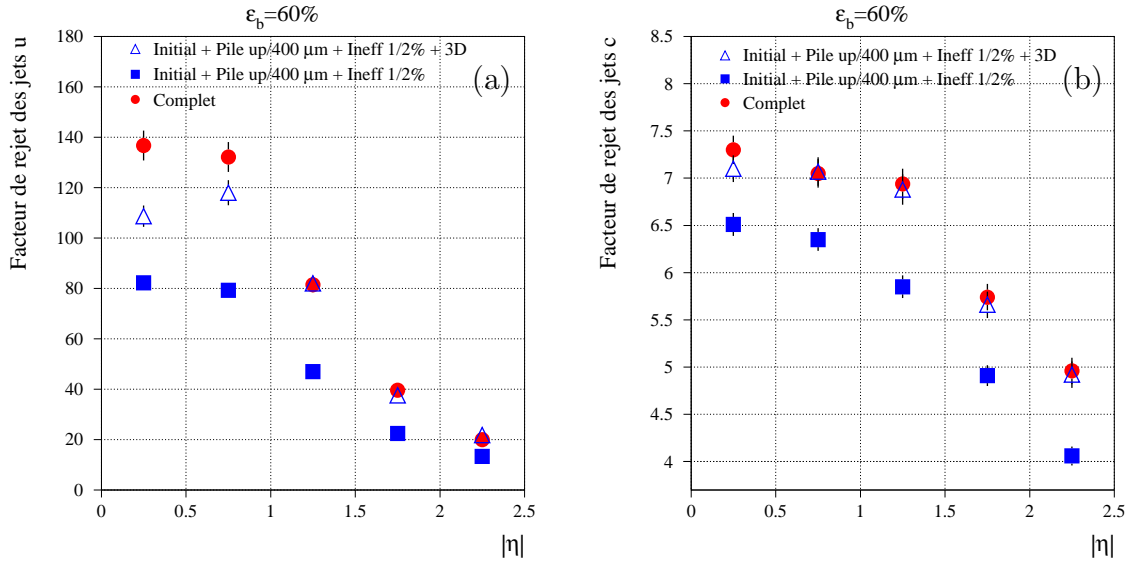 ε_b=60%
Facteur de rejet des jets u
180
160
140
120
100
80
60
40
20
0
Initial + Pile up/400 μm + Ineff 1/2% + 3D
Initial + Pile up/400 μm + Ineff 1/2%
Complet
(a)
0 0.5 1 1.5 2 2.5
|η|
ε_b=60%
Facteur de rejet des jets c
8.5
8
7.5
7
6.5
6
5.5
5
4.5
4
Initial + Pile up/400 μm + Ineff 1/2% + 3D
Initial + Pile up/400 μm + Ineff 1/2%
Complet
(b)
0 0.5 1 1.5 2 2.5
|η|